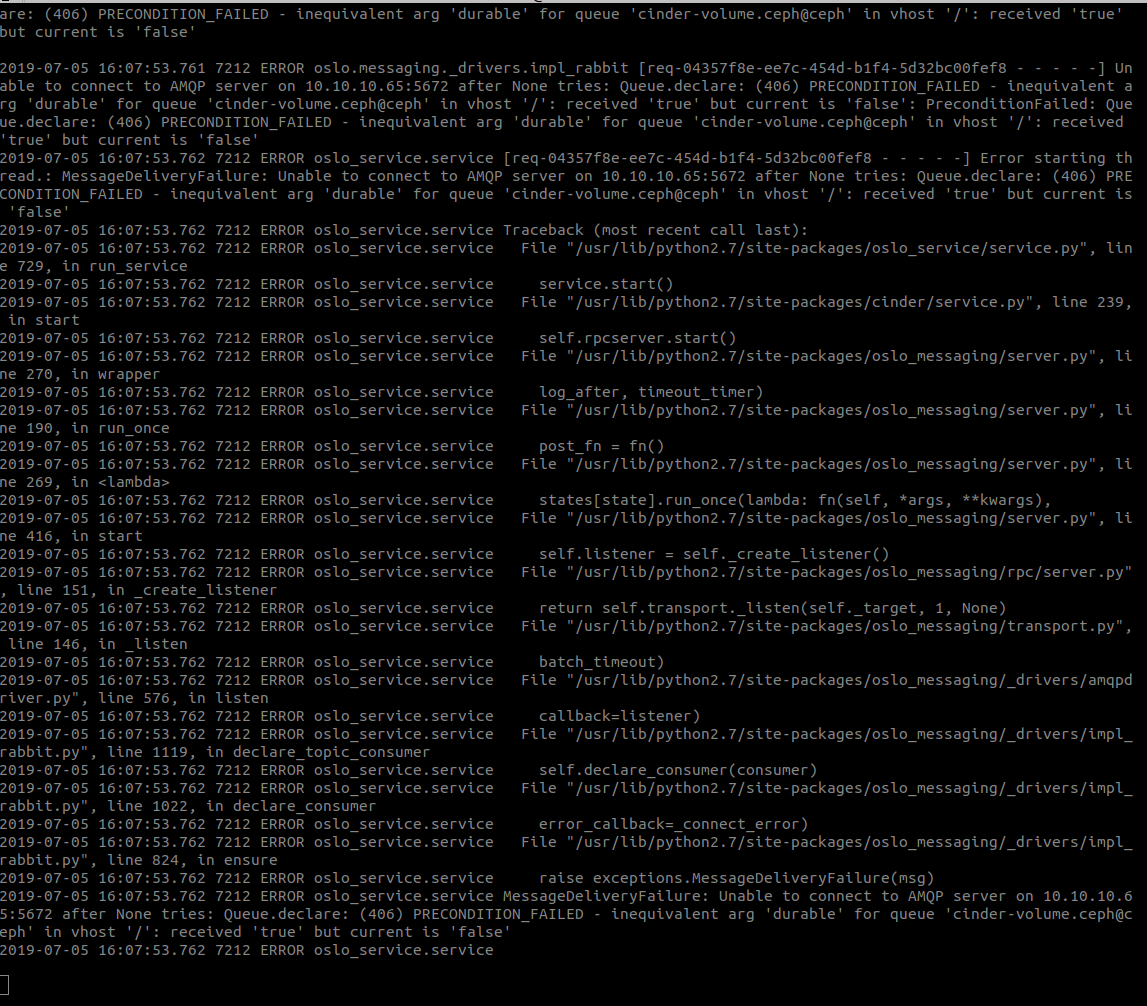 are: (406) PRECONDITION_FAILED - inequivalent arg 'durable' for queue 'cinder-volume.ceph@ceph' in vhost '/': received 'true'
but current is 'false'
2019-07-05 16:07:53.761 7212 ERROR oslo.messaging._drivers.impl_rabbit [req-04357f8e-ee7c-454d-b1f4-5d32bc00fef8 - - - - -] Un
able to connect to AMQP server on 10.10.10.65:5672 after None tries: Queue.declare: (406) PRECONDITION_FAILED - inequivalent a
rg 'durable' for queue 'cinder-volume.ceph@ceph' in vhost '/': received 'true' but current is 'false': PreconditionFailed: Que
ue.declare: (406) PRECONDITION_FAILED - inequivalent arg 'durable' for queue 'cinder-volume.ceph@ceph' in vhost '/': received
'true' but current is 'false'
2019-07-05 16:07:53.762 7212 ERROR oslo_service.service [req-04357f8e-ee7c-454d-b1f4-5d32bc00fef8 - - - - -] Error starting th
read.: MessageDeliveryFailure: Unable to connect to AMQP server on 10.10.10.65:5672 after None tries: Queue.declare: (406) PRE
CONDITION_FAILED - inequivalent arg 'durable' for queue 'cinder-volume.ceph@ceph' in vhost '/': received 'true' but current is
 'false'
2019-07-05 16:07:53.762 7212 ERROR oslo_service.service Traceback (most recent call last):
2019-07-05 16:07:53.762 7212 ERROR oslo_service.service   File "/usr/lib/python2.7/site-packages/oslo_service/service.py", lin
e 729, in run_service
2019-07-05 16:07:53.762 7212 ERROR oslo_service.service     service.start()
2019-07-05 16:07:53.762 7212 ERROR oslo_service.service   File "/usr/lib/python2.7/site-packages/cinder/service.py", line 239,
 in start
2019-07-05 16:07:53.762 7212 ERROR oslo_service.service     self.rpcserver.start()
2019-07-05 16:07:53.762 7212 ERROR oslo_service.service   File "/usr/lib/python2.7/site-packages/oslo_messaging/server.py", li
ne 270, in wrapper
2019-07-05 16:07:53.762 7212 ERROR oslo_service.service     log_after, timeout_timer)
2019-07-05 16:07:53.762 7212 ERROR oslo_service.service   File "/usr/lib/python2.7/site-packages/oslo_messaging/server.py", li
ne 190, in run_once
2019-07-05 16:07:53.762 7212 ERROR oslo_service.service     post_fn = fn()
2019-07-05 16:07:53.762 7212 ERROR oslo_service.service   File "/usr/lib/python2.7/site-packages/oslo_messaging/server.py", li
ne 269, in <lambda>
2019-07-05 16:07:53.762 7212 ERROR oslo_service.service     states[state].run_once(lambda: fn(self, *args, **kwargs),
2019-07-05 16:07:53.762 7212 ERROR oslo_service.service   File "/usr/lib/python2.7/site-packages/oslo_messaging/server.py", li
ne 416, in start
2019-07-05 16:07:53.762 7212 ERROR oslo_service.service     self.listener = self._create_listener()
2019-07-05 16:07:53.762 7212 ERROR oslo_service.service   File "/usr/lib/python2.7/site-packages/oslo_messaging/rpc/server.py"
, line 151, in _create_listener
2019-07-05 16:07:53.762 7212 ERROR oslo_service.service     return self.transport._listen(self._target, 1, None)
2019-07-05 16:07:53.762 7212 ERROR oslo_service.service   File "/usr/lib/python2.7/site-packages/oslo_messaging/transport.py",
 line 146, in _listen
2019-07-05 16:07:53.762 7212 ERROR oslo_service.service     batch_timeout)
2019-07-05 16:07:53.762 7212 ERROR oslo_service.service   File "/usr/lib/python2.7/site-packages/oslo_messaging/_drivers/amqpd
river.py", line 576, in listen
2019-07-05 16:07:53.762 7212 ERROR oslo_service.service     callback=listener)
2019-07-05 16:07:53.762 7212 ERROR oslo_service.service   File "/usr/lib/python2.7/site-packages/oslo_messaging/_drivers/impl_
rabbit.py", line 1119, in declare_topic_consumer
2019-07-05 16:07:53.762 7212 ERROR oslo_service.service     self.declare_consumer(consumer)
2019-07-05 16:07:53.762 7212 ERROR oslo_service.service   File "/usr/lib/python2.7/site-packages/oslo_messaging/_drivers/impl_
rabbit.py", line 1022, in declare_consumer
2019-07-05 16:07:53.762 7212 ERROR oslo_service.service     error_callback=_connect_error)
2019-07-05 16:07:53.762 7212 ERROR oslo_service.service   File "/usr/lib/python2.7/site-packages/oslo_messaging/_drivers/impl_
rabbit.py", line 824, in ensure
2019-07-05 16:07:53.762 7212 ERROR oslo_service.service     raise exceptions.MessageDeliveryFailure(msg)
2019-07-05 16:07:53.762 7212 ERROR oslo_service.service MessageDeliveryFailure: Unable to connect to AMQP server on 10.10.10.6
5:5672 after None tries: Queue.declare: (406) PRECONDITION_FAILED - inequivalent arg 'durable' for queue 'cinder-volume.ceph@c
eph' in vhost '/': received 'true' but current is 'false'
2019-07-05 16:07:53.762 7212 ERROR oslo_service.service